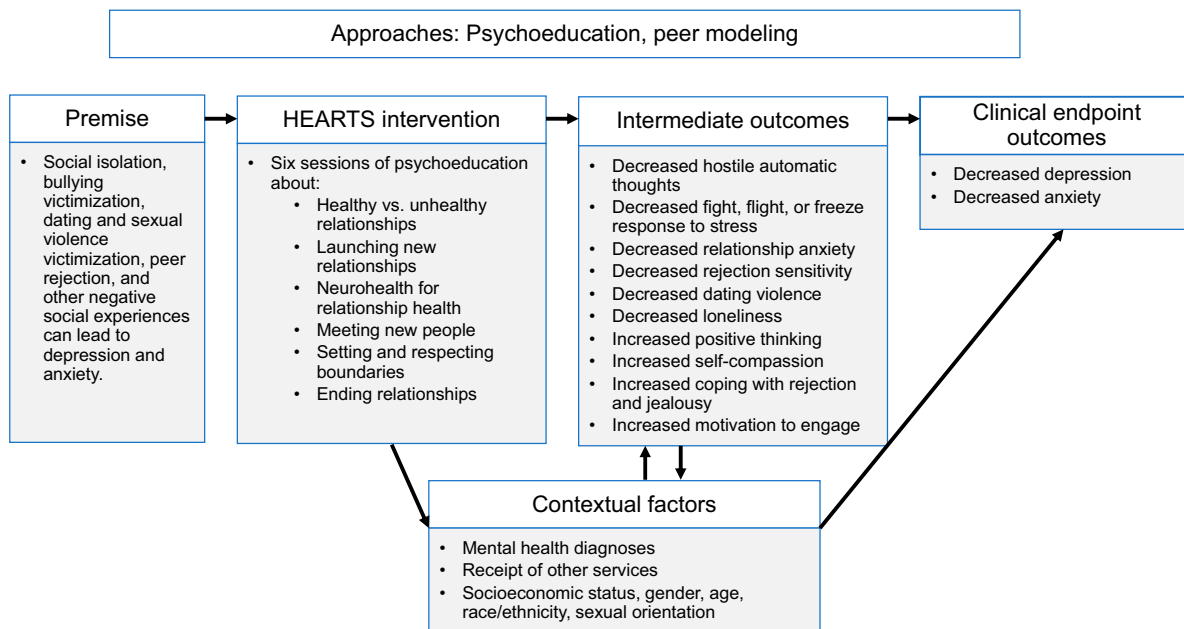 Approaches: Psychoeducation, peer modeling
Premise
• Social isolation,
bullying
victimization,
dating and sexual
violence
victimization, peer
rejection, and
other negative
social experiences
can lead to
depression and
anxiety.
HEARTS intervention
• Six sessions of psychoeducation
about:
• Healthy vs. unhealthy
relationships
• Launching new
relationships
• Neurohealth for
relationship health
• Meeting new people
• Setting and respecting
boundaries
• Ending relationships
Intermediate outcomes
• Decreased hostile automatic
thoughts
• Decreased fight, flight, or freeze
response to stress
• Decreased relationship anxiety
• Decreased rejection sensitivity
• Decreased dating violence
• Decreased loneliness
• Increased positive thinking
• Increased self-compassion
• Increased coping with rejection
and jealousy
• Increased motivation to engage
Clinical endpoint
outcomes
• Decreased depression
• Decreased anxiety
Contextual factors
• Mental health diagnoses
• Receipt of other services
• Socioeconomic status, gender, age,
race/ethnicity, sexual orientation